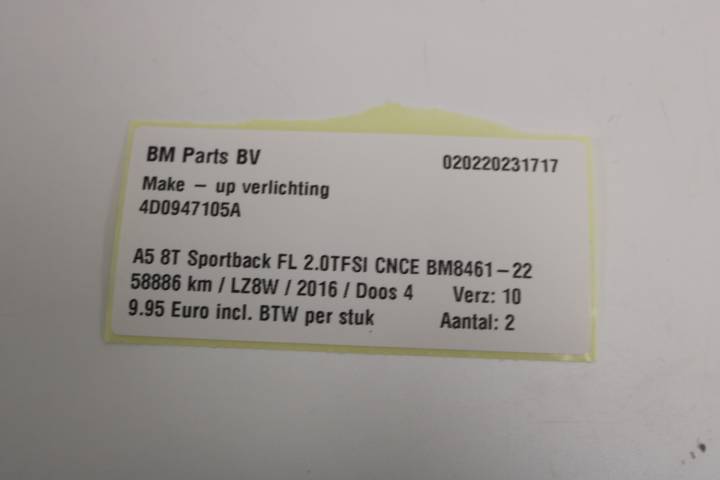 BM Parts BV 020220231717
Make – up verlichting
4D0947105A
A5 8T Sportback FL 2.0TFSI CNCE BM8461–22
58886 km / LZ8W / 2016 / Doos 4 Verz: 10
9.95 Euro incl. BTW per stuk Aantal: 2